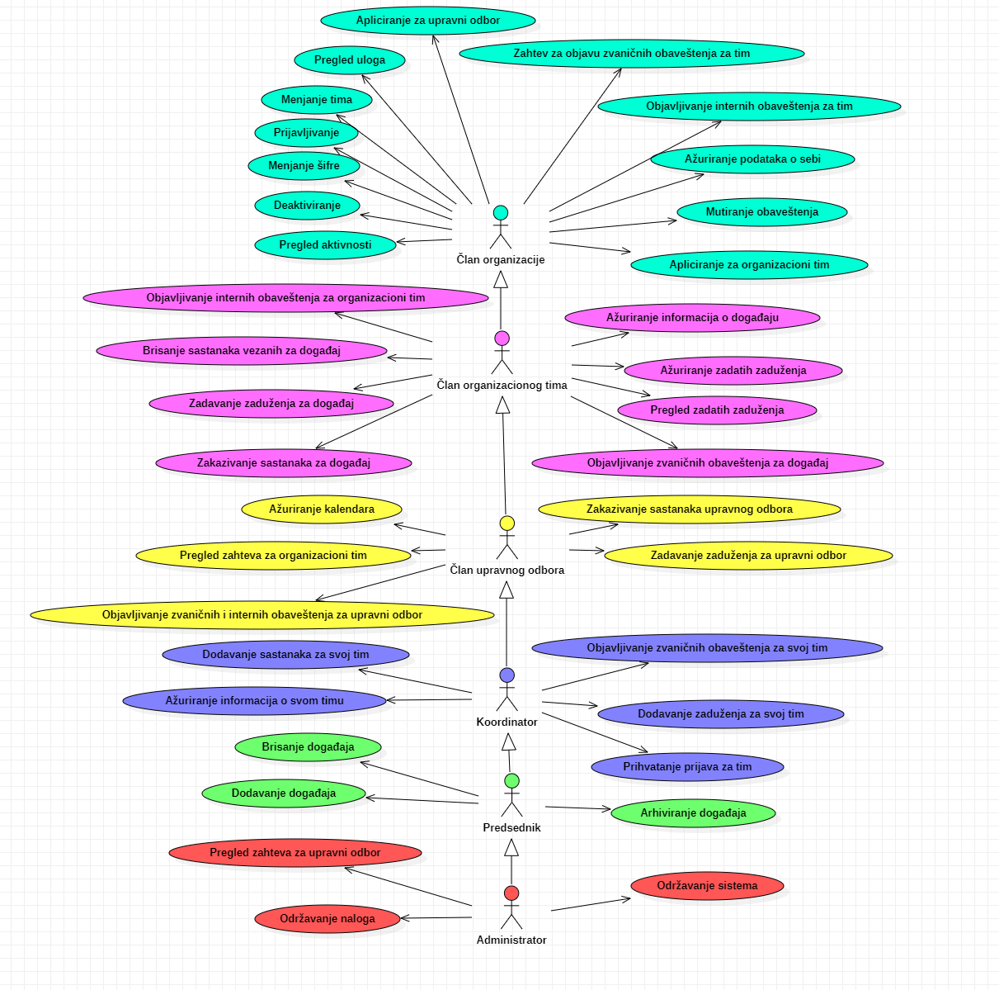 Apliciranje za upravni odbor
Zahtev za objavu zvaničnih obaveštenja za tim
Pregled uloga
Menjanje tima
Objavljivanje internih obaveštenja za tim
Prijavljivanje
Menjanje šifre
Ažuriranje podataka o sebi
Deaktiviranje
Mutiranje obaveštenja
Pregled aktivnosti
Član organizacije
Apliciranje za organizacioni tim
Objavljivanje internih obaveštenja za organizacioni tim
Ažuriranje informacija o događaju
Brisanje sastanaka vezanih za događaj
Ažuriranje zadatih zaduženja
Član organizacionog tima
Zadavanje zaduženja za događaj
Pregled zadatih zaduženja
Zakazivanje sastanaka za događaj
Objavljivanje zvaničnih obaveštenja za događaj
Ažuriranje kalendara
Zakazivanje sastanaka upravnog odbora
Pregled zahteva za organizacioni tim
Zadavanje zaduženja za upravni odbor
Član upravnog odbora
Objavljivanje zvaničnih i internih obaveštenja za upravni odbor
Dodavanje sastanaka za svoj tim
Objavljivanje zvaničnih obaveštenja za svoj tim
Ažuriranje informacija o svom timu
Dodavanje zaduženja za svoj tim
Koordinator
Brisanje događaja
Prihvatanje prijava za tim
Dodavanje događaja
Arhiviranje događaja
Predsednik
Pregled zahteva za upravni odbor
Održavanje sistema
Održavanje naloga
Administrator